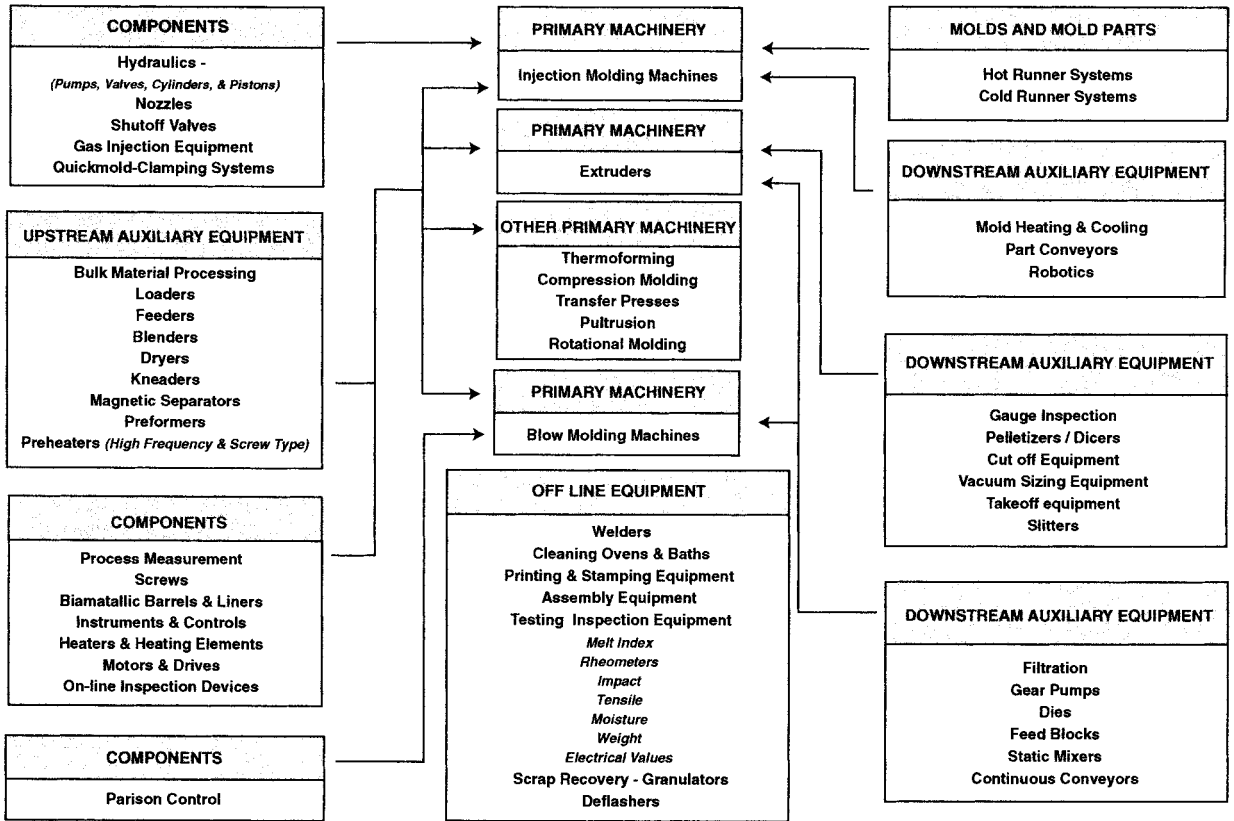 COMPONENTS
Hydraulics -
(Pumps, Valves, Cylinders, & Pistons)
Nozzles
Shutoff Valves
Gas Injection Equipment
Quickmold-Clamping Systems
UPSTREAM AUXILIARY EQUIPMENT
Bulk Material Processing
Loaders
Feeders
Blenders
Dryers
Kneaders
Magnetic Separators
Preformers
Preheaters (High Frequency & Screw Type)
COMPONENTS
Process Measurement
Screws
Biamatallic Barrels & Liners
Instruments & Controls
Heaters & Heating Elements
Motors & Drives
On-line Inspection Devices
COMPONENTS
Parison Control
PRIMARY MACHINERY
Injection Molding Machines
PRIMARY MACHINERY
Extruders
OTHER PRIMARY MACHINERY
Thermoforming
Compression Molding
Transfer Presses
Pultrusion
Rotational Molding
PRIMARY MACHINERY
Blow Molding Machines
OFF LINE EQUIPMENT
Welders
Cleaning Ovens & Baths
Printing & Stamping Equipment
Assembly Equipment
Testing Inspection Equipment
Melt Index
Rheometers
Impact
Tensile
Moisture
Weight
Electrical Values
Scrap Recovery - Granulators
Deflashers
MOLDS AND MOLD PARTS
Hot Runner Systems
Cold Runner Systems
DOWNSTREAM AUXILIARY EQUIPMENT
Mold Heating & Cooling
Part Conveyors
Robotics
DOWNSTREAM AUXILIARY EQUIPMENT
Gauge Inspection
Pelletizers / Dicers
Cut off Equipment
Vacuum Sizing Equipment
Takeoff equipment
Slitters
DOWNSTREAM AUXILIARY EQUIPMENT
Filtration
Gear Pumps
Dies
Feed Blocks
Static Mixers
Continuous Conveyors